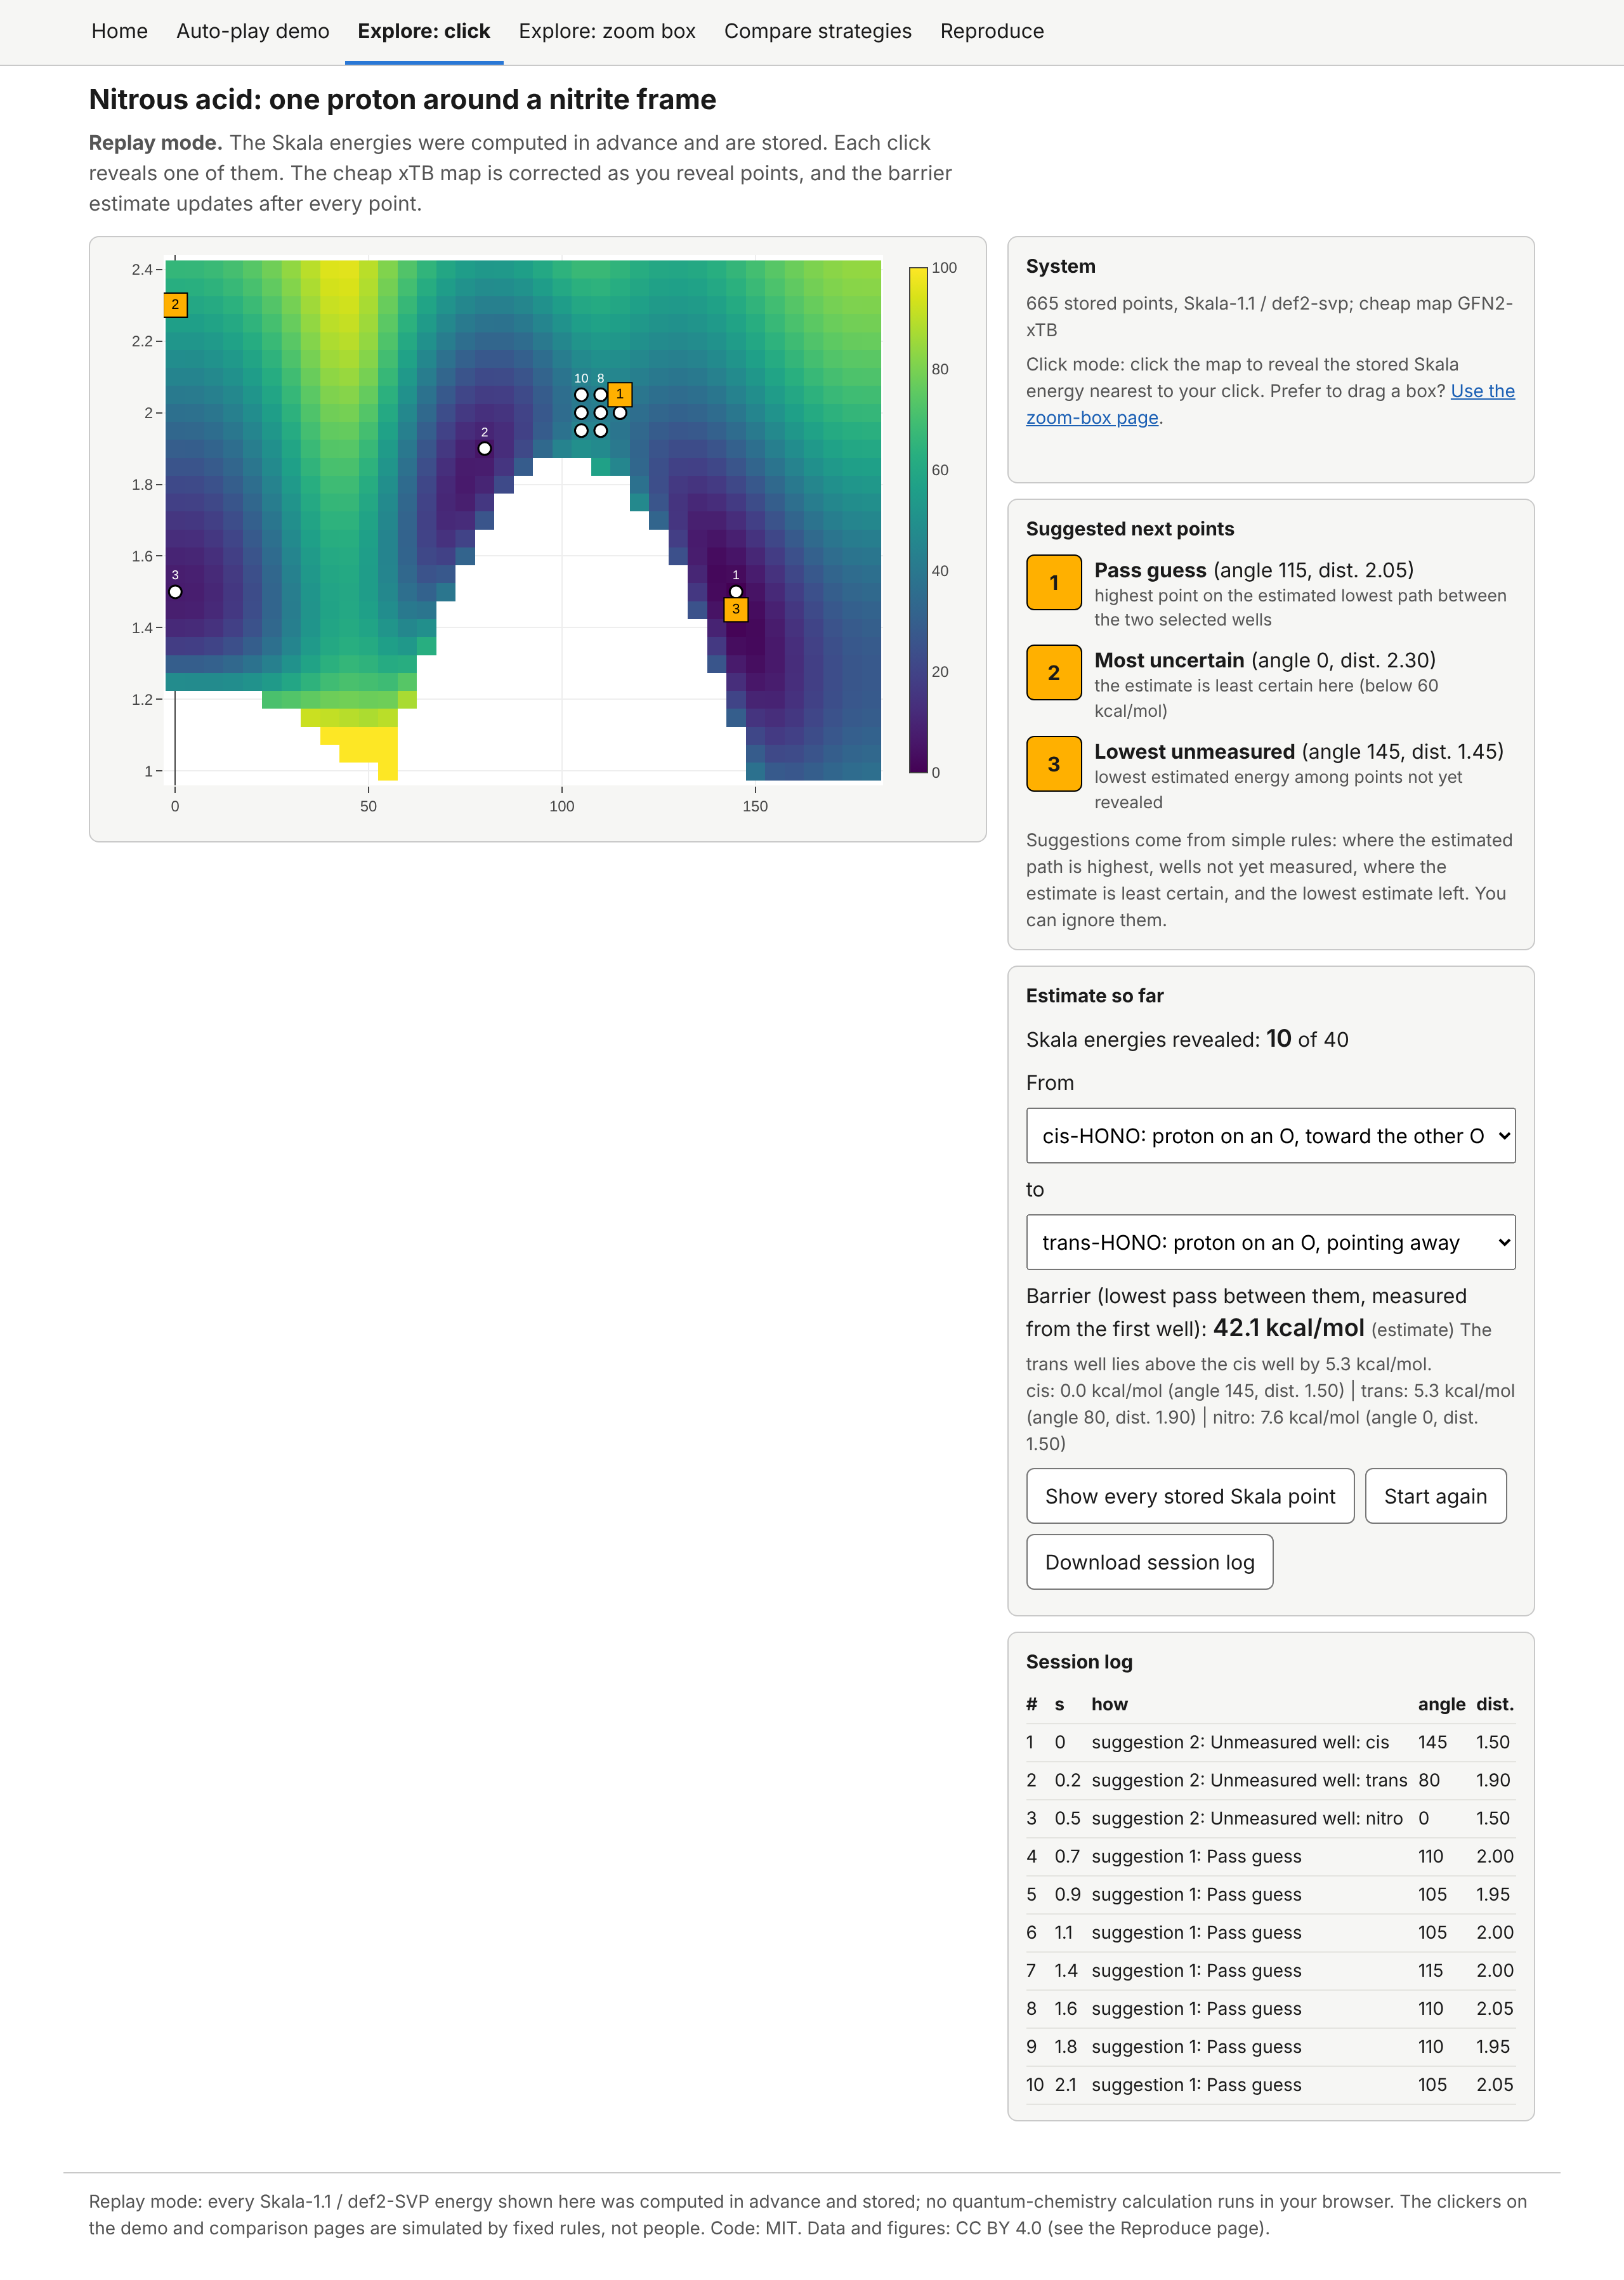 Home Auto-play demo Explore: click Explore: zoom box Compare strategies Reproduce
Nitrous acid: one proton around a nitrite frame
Replay mode. The Skala energies were computed in advance and are stored. Each click
reveals one of them. The cheap xTB map is corrected as you reveal points, and the barrier
estimate updates after every point.
2.4
2.2
2
1.8
1.6
1.4
1.2
1
0
50
100
150
100
80
60
40
20
0
2
10 8
1
2
3
1
3
System
665 stored points, Skala-1.1 / def2-svp; cheap map GFN2-
xTB
Click mode: click the map to reveal the stored Skala
energy nearest to your click. Prefer to drag a box? Use the
zoom-box page.
Suggested next points
1
Pass guess (angle 115, dist. 2.05)
highest point on the estimated lowest path between
the two selected wells
2
Most uncertain (angle 0, dist. 2.30)
the estimate is least certain here (below 60
kcal/mol)
3
Lowest unmeasured (angle 145, dist. 1.45)
lowest estimated energy among points not yet
revealed
Suggestions come from simple rules: where the estimated
path is highest, wells not yet measured, where the
estimate is least certain, and the lowest estimate left. You
can ignore them.
Estimate so far
Skala energies revealed: 10 of 40
From
cis-HONO: proton on an O, toward the other O
to
trans-HONO: proton on an O, pointing away
Barrier (lowest pass between them, measured
from the first well): 42.1 kcal/mol (estimate) The
trans well lies above the cis well by 5.3 kcal/mol.
cis: 0.0 kcal/mol (angle 145, dist. 1.50) | trans: 5.3 kcal/mol
(angle 80, dist. 1.90) | nitro: 7.6 kcal/mol (angle 0, dist.
1.50)
Show every stored Skala point
Start again
Download session log
Session log
# s how angle dist.
1 0 suggestion 2: Unmeasured well: cis 145 1.50
2 0.2 suggestion 2: Unmeasured well: trans 80 1.90
3 0.5 suggestion 2: Unmeasured well: nitro 0 1.50
4 0.7 suggestion 1: Pass guess 110 2.00
5 0.9 suggestion 1: Pass guess 105 1.95
6 1.1 suggestion 1: Pass guess 105 2.00
7 1.4 suggestion 1: Pass guess 115 2.00
8 1.6 suggestion 1: Pass guess 110 2.05
9 1.8 suggestion 1: Pass guess 110 1.95
10 2.1 suggestion 1: Pass guess 105 2.05
Replay mode: every Skala-1.1 / def2-SVP energy shown here was computed in advance and stored; no quantum-chemistry calculation runs in your browser. The clickers on
the demo and comparison pages are simulated by fixed rules, not people. Code: MIT. Data and figures: CC BY 4.0 (see the Reproduce page).